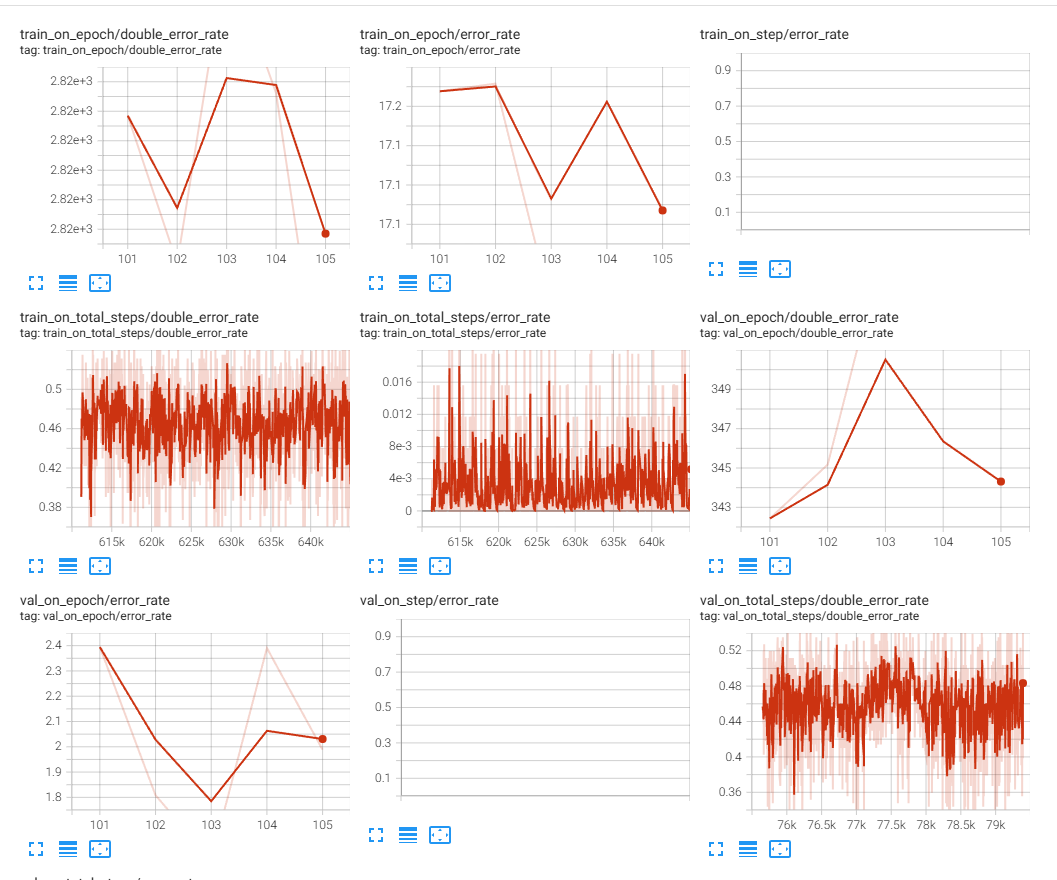 train_on_epoch/double_error_rate
tag: train_on_epoch/double_error_rate
2.82e+3
2.82e+3
2.82e+3
2.82e+3
2.82e+3
2.82e+3
101 102 103 104 105
train_on_epoch/error_rate
tag: train_on_epoch/error_rate
17.2
17.1
17.1
17.1
101 102 103 104 105
train_on_step/error_rate
0.9
0.7
0.5
0.3
0.1
train_on_total_steps/double_error_rate
tag: train_on_total_steps/double_error_rate
0.5
0.46
0.42
0.38
615k 620k 625k 630k 635k 640k
train_on_total_steps/error_rate
tag: train_on_total_steps/error_rate
0.016
0.012
8e-3
4e-3
0
615k 620k 625k 630k 635k 640k
val_on_epoch/double_error_rate
tag: val_on_epoch/double_error_rate
349
347
345
343
101 102 103 104 105
val_on_epoch/error_rate
tag: val_on_epoch/error_rate
2.4
2.3
2.2
2.1
2
1.9
1.8
101 102 103 104 105
val_on_step/error_rate
0.9
0.7
0.5
0.3
0.1
val_on_total_steps/double_error_rate
tag: val_on_total_steps/double_error_rate
0.52
0.48
0.44
0.4
0.36
76k 76.5k 77k 77.5k 78k 78.5k 79k